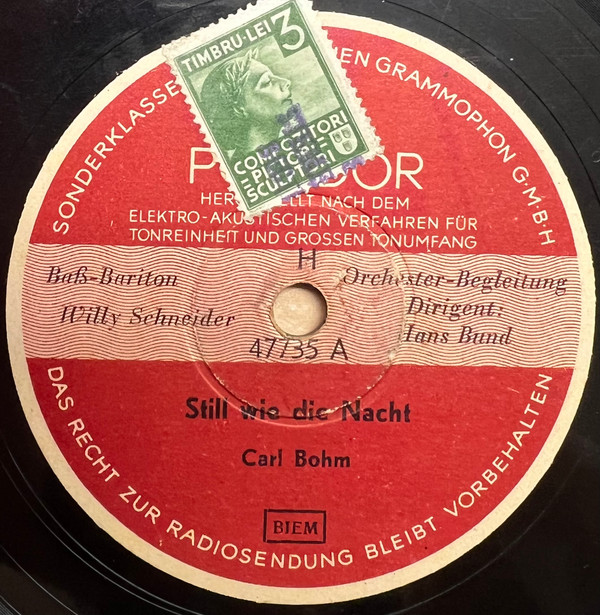 SONDERKLASSE
EN GRAMMOPHON G·M·B·H
TIMBRU·LEI 3
COMPOZITORI
PICTORI
SCULPTORI
DOR
NACH DEM
ELEKTRO-AKUSTISCHEN VERFAHREN FÜR
TONREINHEIT UND GROSSEN TONUMFANG
H
Baß-Bariton
Willy Schneider
Orchester-Begleitung
Dirigent:
Hans Bund
47735 A
Still wie die Nacht
Carl Bohm
BIEM
DAS RECHT ZUR RADIOSENDUNG BLEIBT VORBEHALTEN